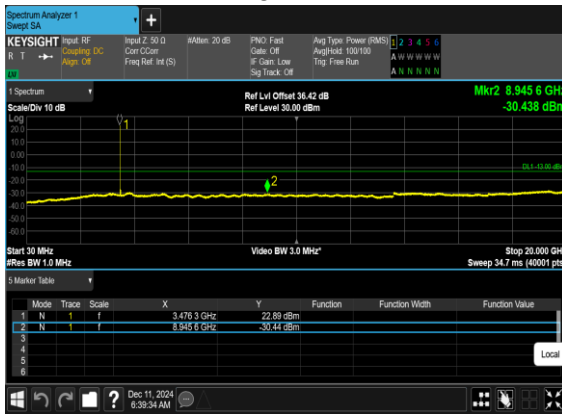 Spectrum Analyzer 1
Swept SA
+
KEYSIGHT
R T
Input: RF
Coupling: DC
Align: Off
Input Z: 50 Ω
Corr CCorr
Freq Ref: Int (S)
#Atten: 20 dB
PNO: Fast
Gate: Off
IF Gain: Low
Sig Track: Off
Avg Type: Power (RMS)
Avg|Hold: 100/100
Trig: Free Run
1 2 3 4 5 6
A W W W W W
A N N N N N
1 Spectrum
Scale/Div 10 dB
Ref Lvl Offset 36.42 dB
Ref Level 30.00 dBm
Mkr2 8.945 6 GHz
-30.438 dBm
Log
20.0
10.0
0.00
-10.0
-20.0
-30.0
-40.0
-50.0
-60.0
1
2
DL1 -13.00 dBm
Start 30 MHz
#Res BW 1.0 MHz
Video BW 3.0 MHz*
Stop 20.000 GH
Sweep 34.7 ms (40001 pts
5 Marker Table
Mode Trace Scale X Y Function Function Width Function Value
1 N 1 f 3.476 3 GHz 22.89 dBm
2 N 1 f 8.945 6 GHz -30.44 dBm
3
4
5
6
Local
?
Dec 11, 2024
6:39:34 AM